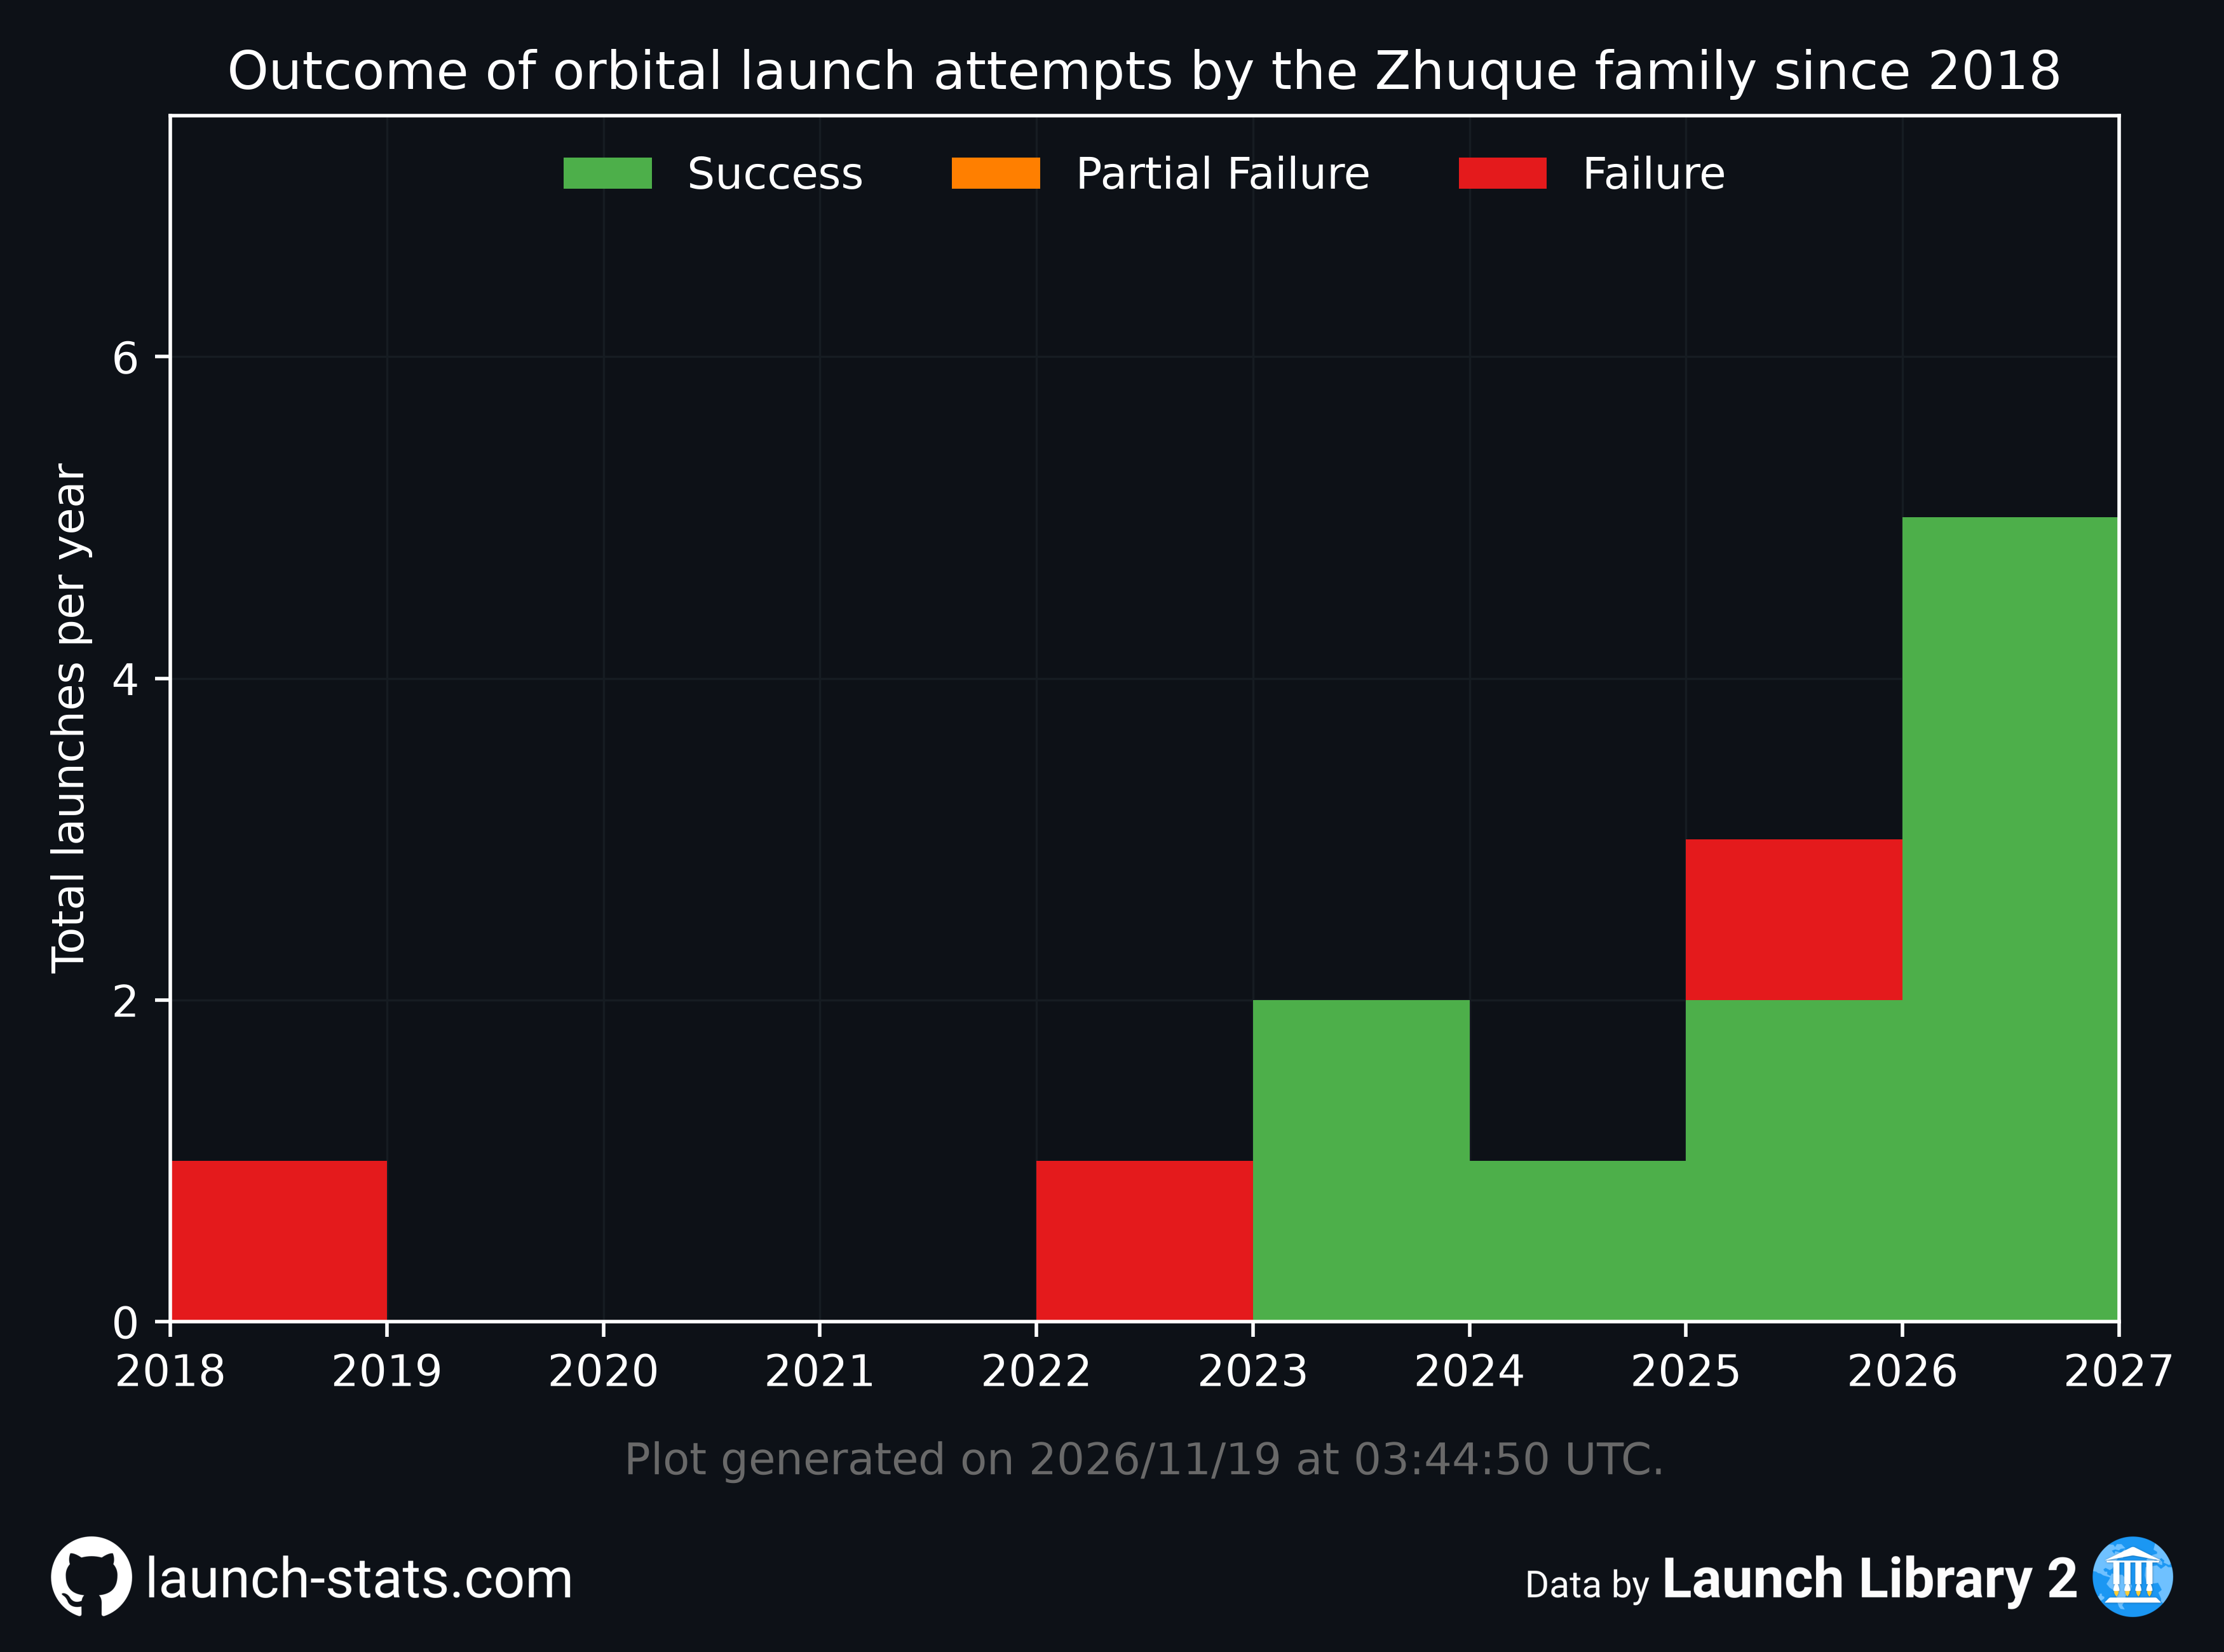 Outcome of orbital launch attempts by the Zhuque family since 2018
Success
Partial Failure
Failure
Total launches per year
6
4
2
0
2018
2019
2020
2021
2022
2023
2024
2025
2026
2027
Plot generated on 2026/11/19 at 03:44:50 UTC.
launch-stats.com
Data by Launch Library 2